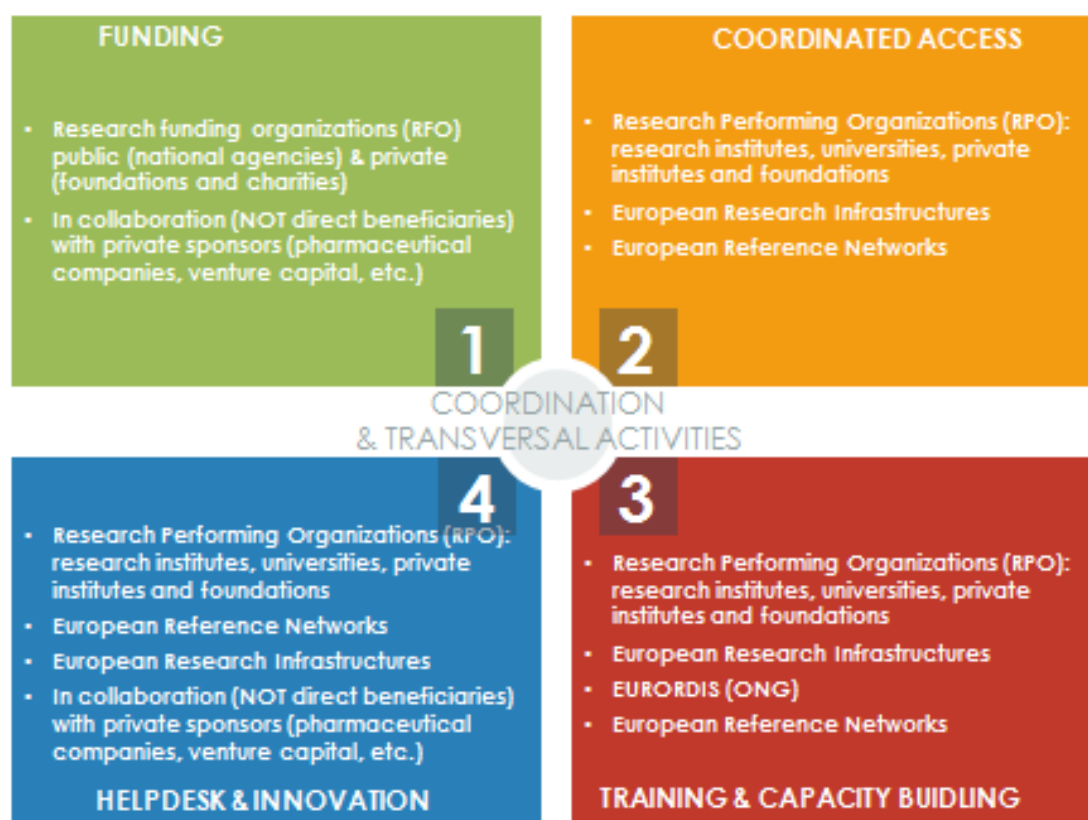 FUNDING
• Research funding organizations (RFO)
public (national agencies) & private
(foundations and charities)
• In collaboration (NOT direct beneficiaries)
with private sponsors (pharmaceutical
companies, venture capital, etc.)
1
COORDINATED ACCESS
• Research Performing Organizations (RPO):
research institutes, universities, private
institutes and foundations
• European Research Infrastructures
• European Reference Networks
2
COORDINATION
& TRANSVERSAL ACTIVITIES
4
• Research Performing Organizations (RPO):
research institutes, universities, private
institutes and foundations
• European Reference Networks
• European Research Infrastructures
• In collaboration (NOT direct beneficiaries)
with private sponsors (pharmaceutical
companies, venture capital, etc.)
HELPDESK & INNOVATION
3
• Research Performing Organizations (RPO):
research institutes, universities, private
institutes and foundations
• European Research Infrastructures
• EURORDIS (ONG)
• European Reference Networks
TRAINING & CAPACITY BUIDLING